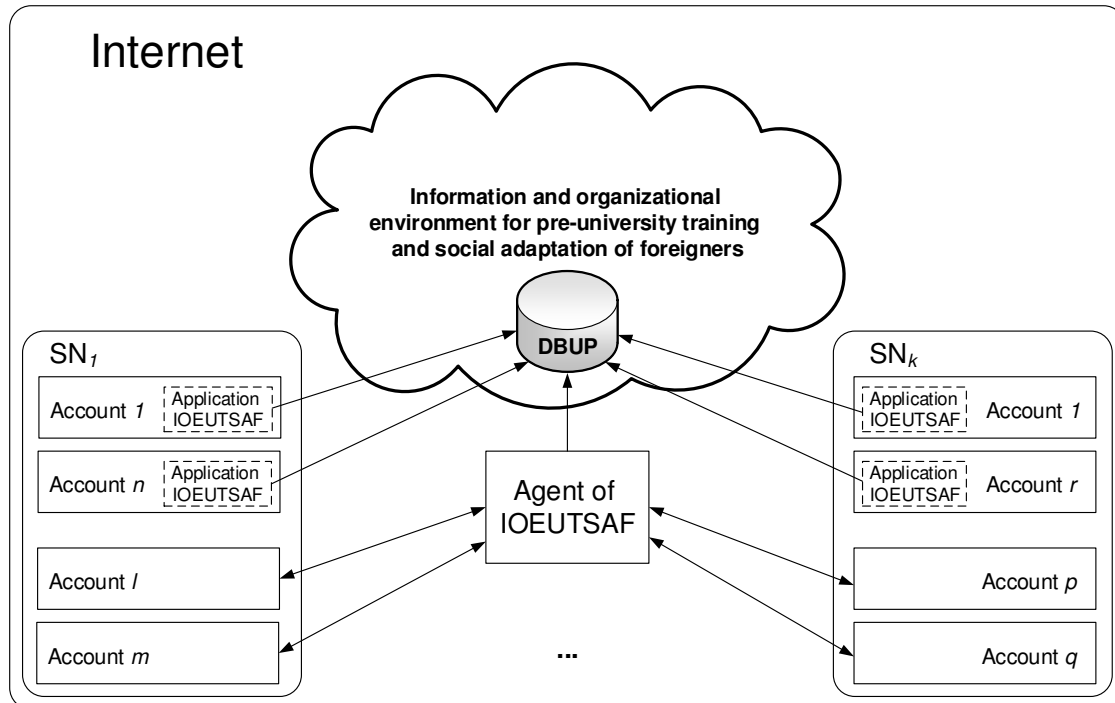 Internet
Information and organizational
environment for pre-university training
and social adaptation of foreigners
DBUP
SN1
Account 1
Application
IOEUTSAF
Account n
Application
IOEUTSAF
Account l
Account m
Agent of
IOEUTSAF
...
SNk
Application
IOEUTSAF
Account 1
Application
IOEUTSAF
Account r
Account p
Account q